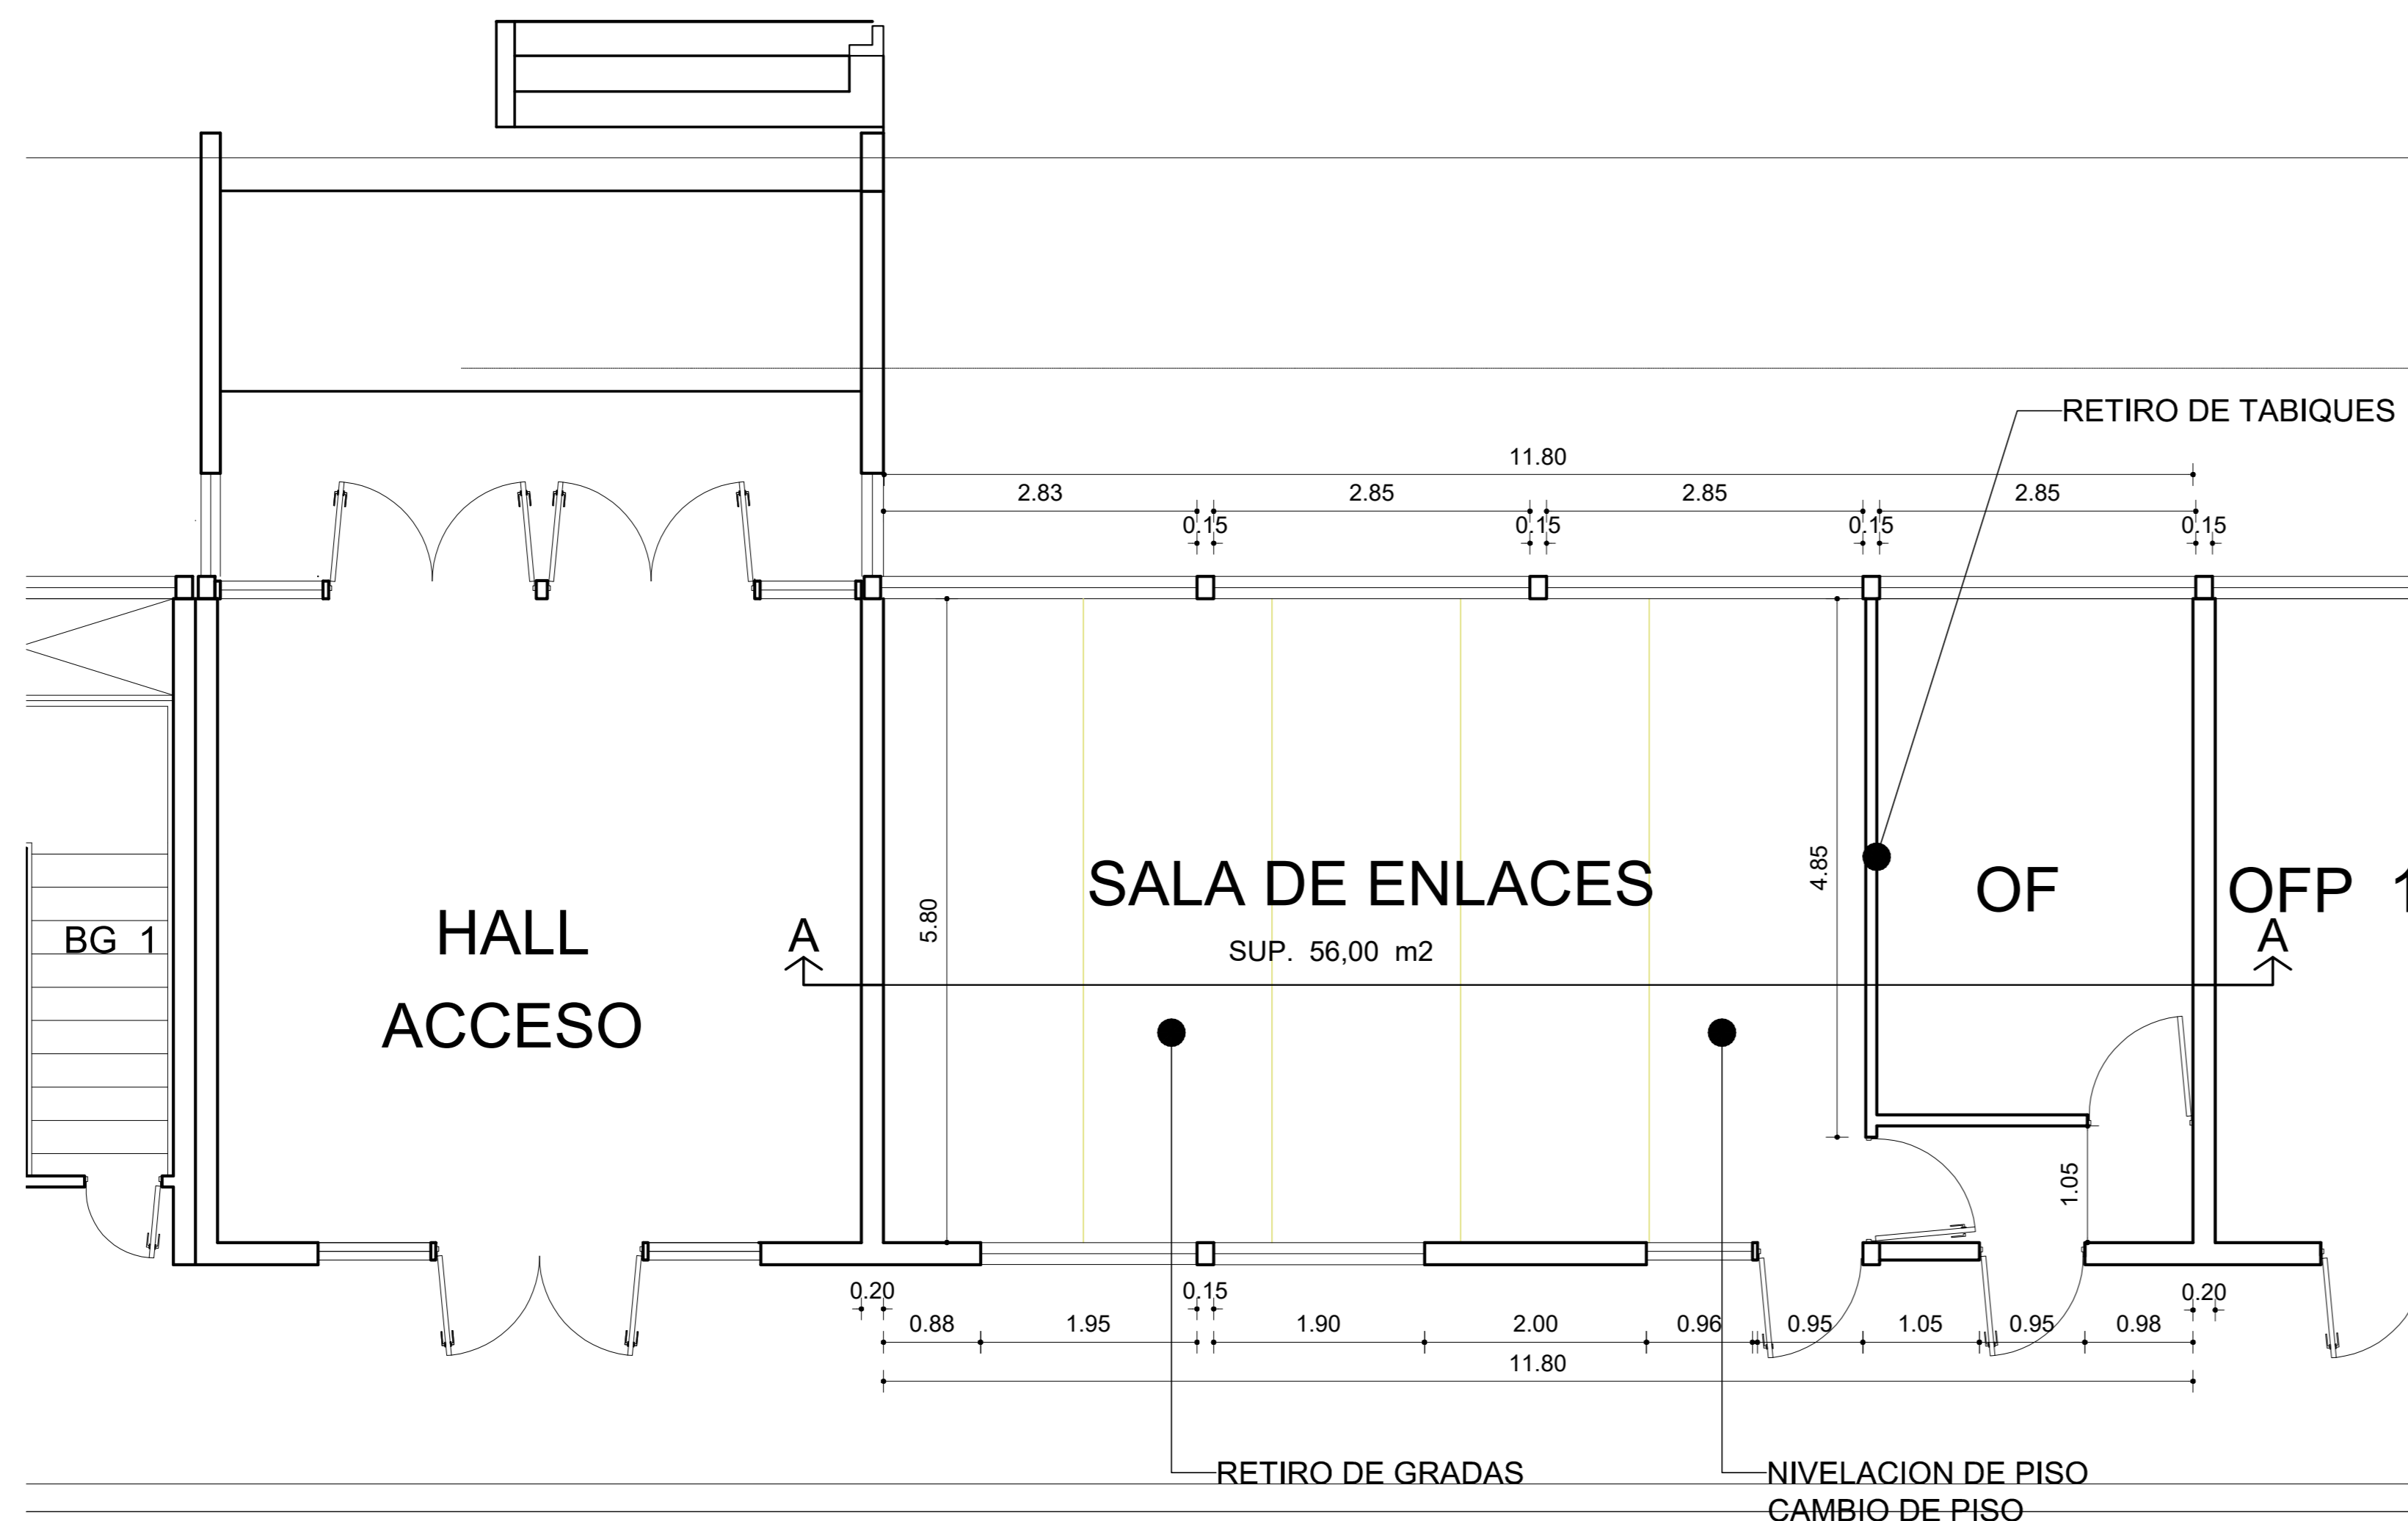 RETIRO DE TABIQUES
11.80
2.83 2.85 2.85 2.85
0.15 0.15 0.15 0.15
SALA DE ENLACES
SUP. 56,00 m2
5.80
4.85
OF
OFP 1
HALL
ACCESO
BG 1
A
A
1.05
0.20 0.15 0.20
0.88 1.95 1.90 2.00 0.96 0.95 1.05 0.95 0.98
11.80
RETIRO DE GRADAS
NIVELACION DE PISO
CAMBIO DE PISO